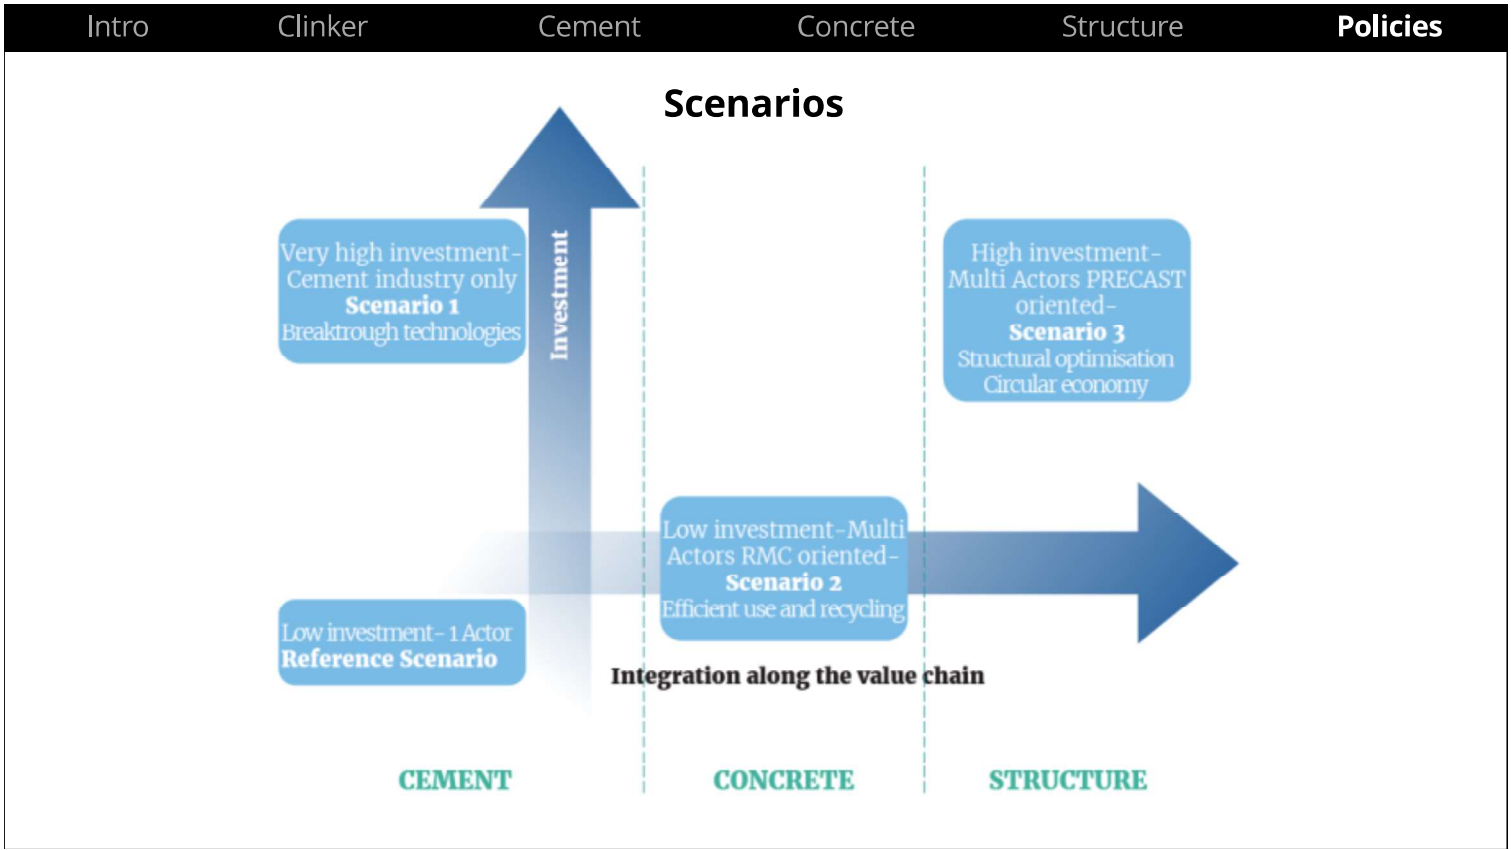 Intro Clinker Cement Concrete Structure Policies
Scenarios
Very high investment-
Cement industry only
Scenario 1
Breaktrough technologies
Investment
High investment-
Multi Actors PRECAST
oriented-
Scenario 3
Structural optimisation
Circular economy
Low investment-Multi
Actors RMC oriented-
Scenario 2
Efficient use and recycling
Low investment- 1 Actor
Reference Scenario
Integration along the value chain
CEMENT CONCRETE STRUCTURE